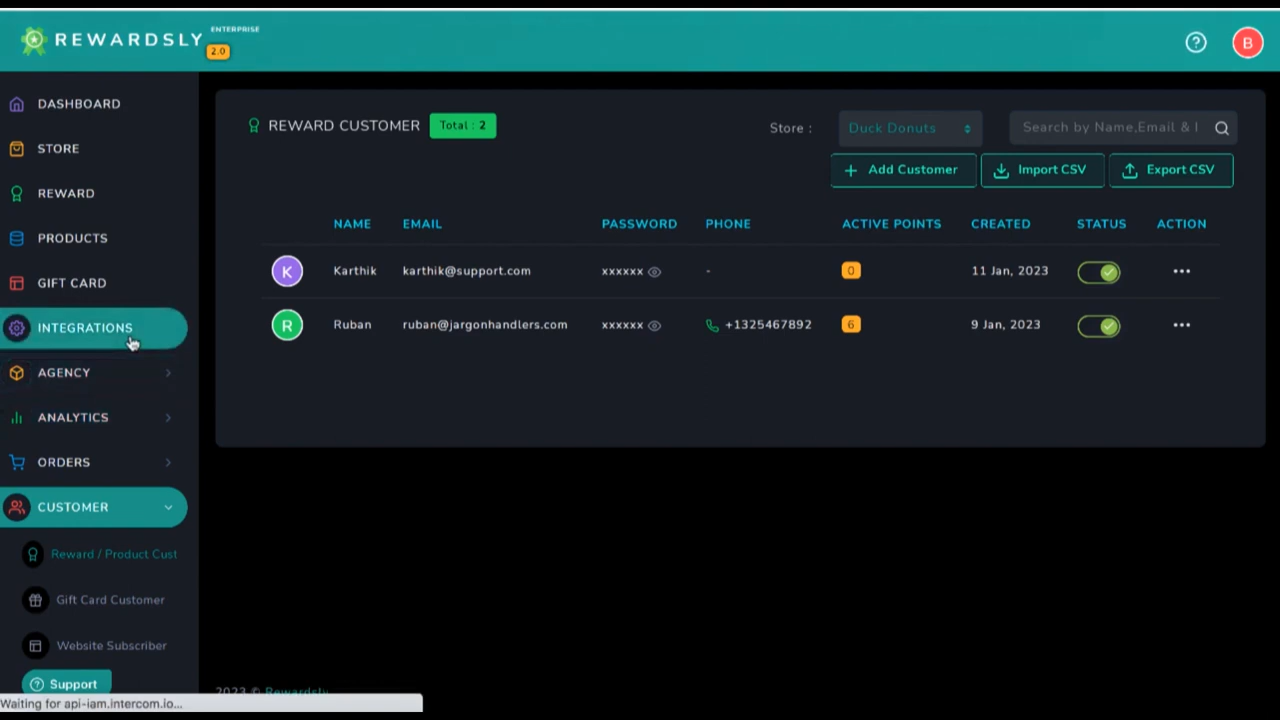 REWARDSLY
ENTERPRISE
2.0
B
DASHBOARD
STORE
REWARD
PRODUCTS
GIFT CARD
INTEGRATIONS
AGENCY
ANALYTICS
ORDERS
CUSTOMER
Reward / Product Cust
Gift Card Customer
Website Subscriber
Support
Waiting for api-iam.intercom.io...
REWARD CUSTOMER
Total : 2
Store :
Duck Donuts
Search by Name,Email & 
Add Customer
Import CSV
Export CSV
NAME EMAIL PASSWORD PHONE ACTIVE POINTS CREATED STATUS ACTION
K Karthik karthik@support.com xxxxxx - 0 11 Jan, 2023
R Ruban ruban@jargonhandlers.com xxxxxx +1325467892 6 9 Jan, 2023
2023 © Rewardsly